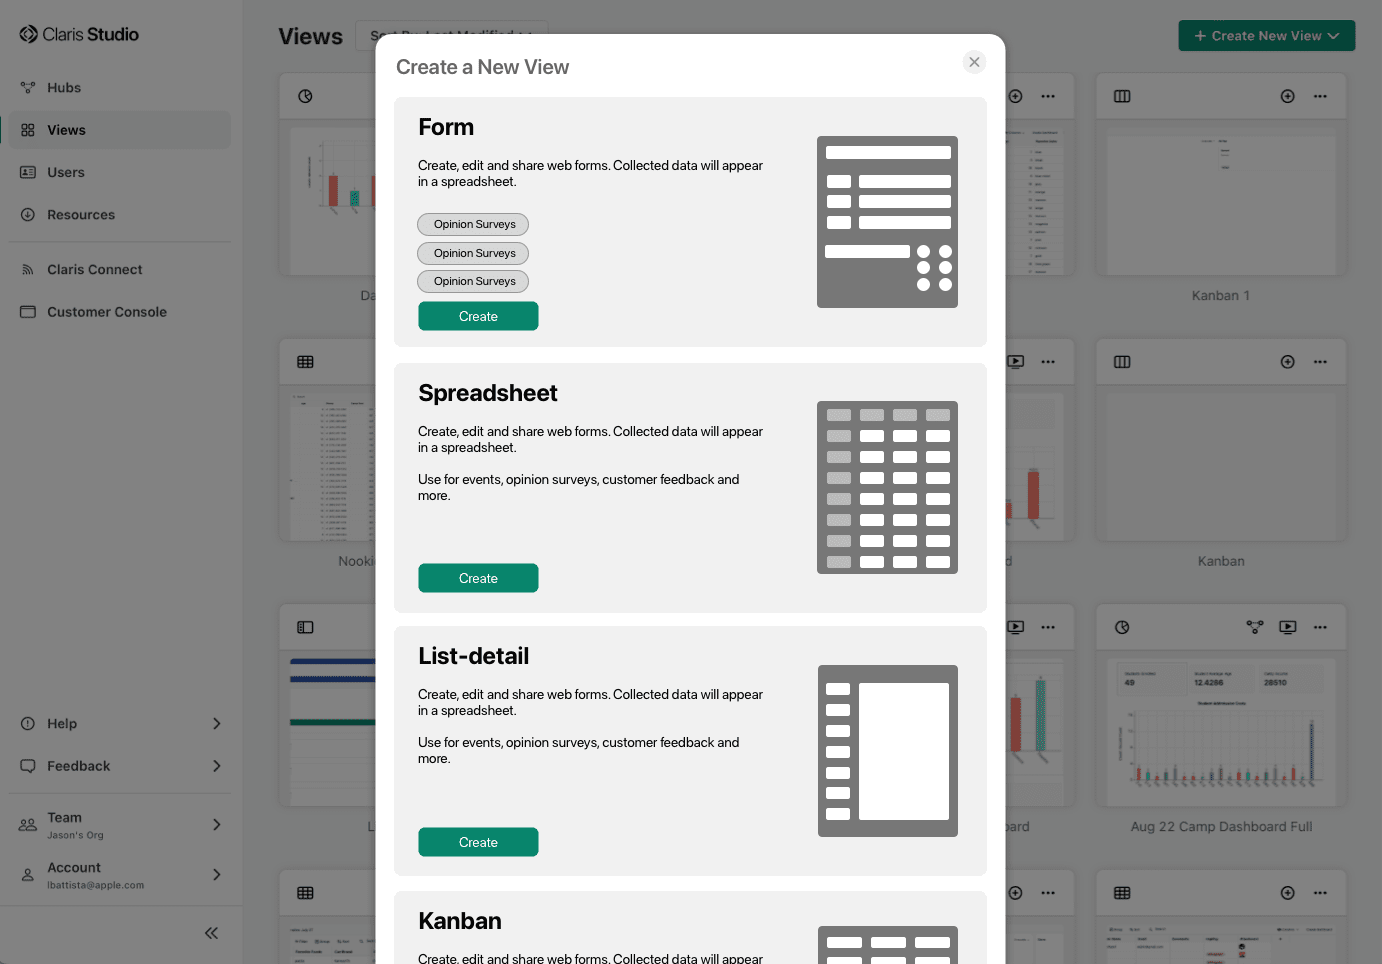 Claris Studio
Hubs
Views
Users
Resources
Claris Connect
Customer Console
Help
Feedback
Team
Jason's Org
Account
lbattista@apple.com
Views
Create New View
Kanban 1
Kanban
Aug 22 Camp Dashboard Full
49
12.4286
28510
Create a New View
Form
Create, edit and share web forms. Collected data will appear
in a spreadsheet.
Opinion Surveys
Opinion Surveys
Opinion Surveys
Create
Spreadsheet
Create, edit and share web forms. Collected data will appear
in a spreadsheet.
Use for events, opinion surveys, customer feedback and
more.
Create
List-detail
Create, edit and share web forms. Collected data will appear
in a spreadsheet.
Use for events, opinion surveys, customer feedback and
more.
Create
Kanban
Create, edit and share web forms. Collected data will appear